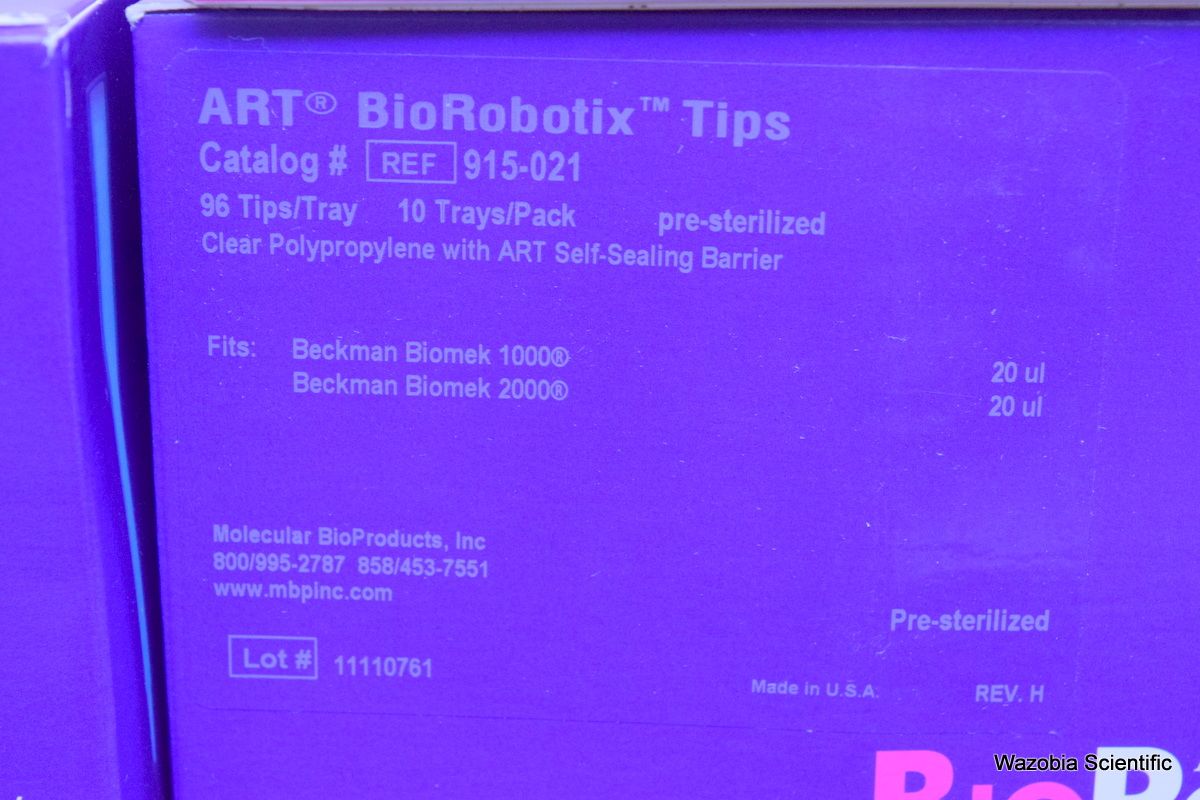 ART® BioRobotix™ Tips
Catalog # REF 915-021
96 Tips/Tray 10 Trays/Pack pre-sterilized
Clear Polypropylene with ART Self-Sealing Barrier
Fits: Beckman Biomek 1000® 20 ul
Beckman Biomek 2000® 20 ul
Molecular BioProducts, Inc
800/995-2787 858/453-7551
www.mbpinc.com
Pre-sterilized
Lot # 11110761
Made in U.S.A. REV. H
Wazobia Scientific